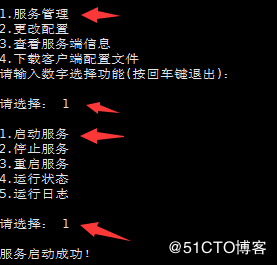 1.服务管理
2.更改配置
3.查看服务端信息
4.下载客户端配置文件
请输入数字选择功能(按回车键退出):
请选择: 1
1.启动服务
2.停止服务
3.重启服务
4.运行状态
5.运行日志
请选择: 1
服务启动成功!
@51CTO博客